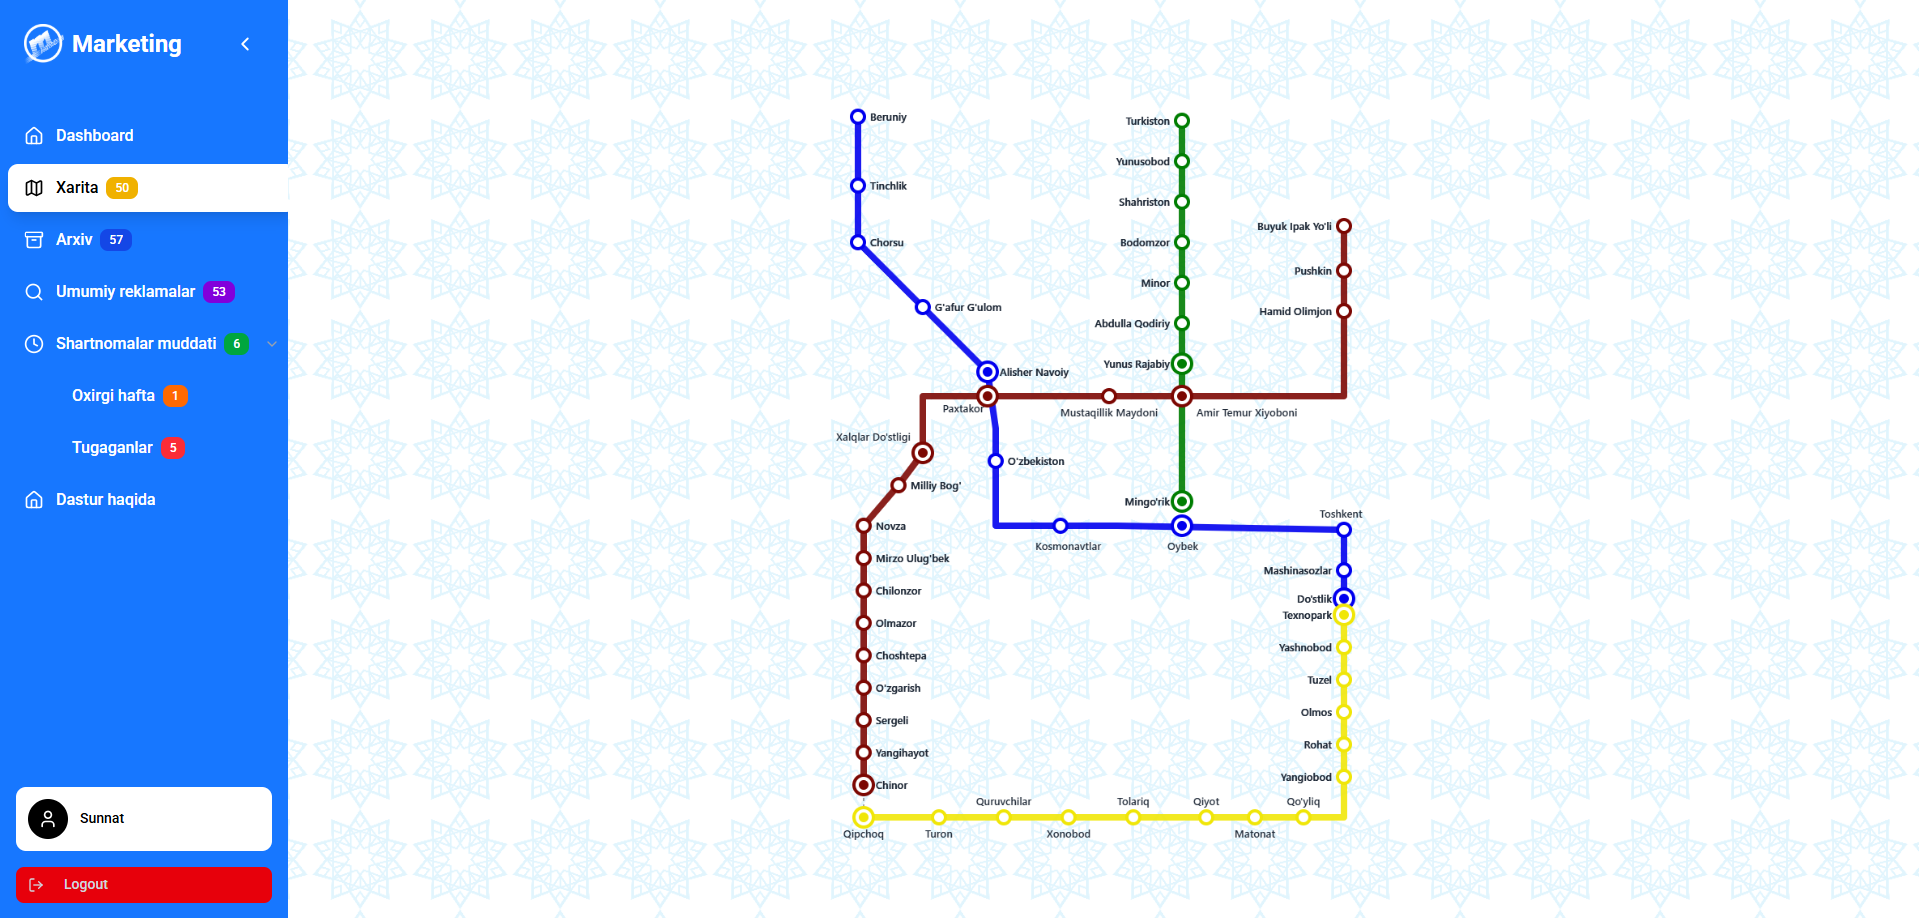 Marketing
Dashboard
Xarita 50
Arxiv 57
Umumiy reklamalar 53
Shartnomalar muddati 6
Oxirgi hafta 1
Tugaganlar 5
Dastur haqida
Sunnat
Logout
Beruniy
Tinchlik
Chorsu
G'afur G'ulom
Alisher Navoiy
Paxtakor
O'zbekiston
Kosmonavtlar
Oybek
Toshkent
Mashinasozlar
Do'stlik
Turkiston
Yunusobod
Shahriston
Bodomzor
Minor
Abdulla Qodiriy
Yunus Rajabiy
Mingo'rik
Buyuk Ipak Yo'li
Pushkin
Hamid Olimjon
Amir Temur Xiyoboni
Mustaqillik Maydoni
Xalqlar Do'stligi
Milliy Bog'
Novza
Mirzo Ulug'bek
Chilonzor
Olmazor
Choshtepa
O'zgarish
Sergeli
Yangihayot
Chinor
Texnopark
Yashnobod
Tuzel
Olmos
Rohat
Yangiobod
Qo'yliq
Matonat
Qiyot
Tolariq
Xonobod
Quruvchilar
Turon
Qipchoq